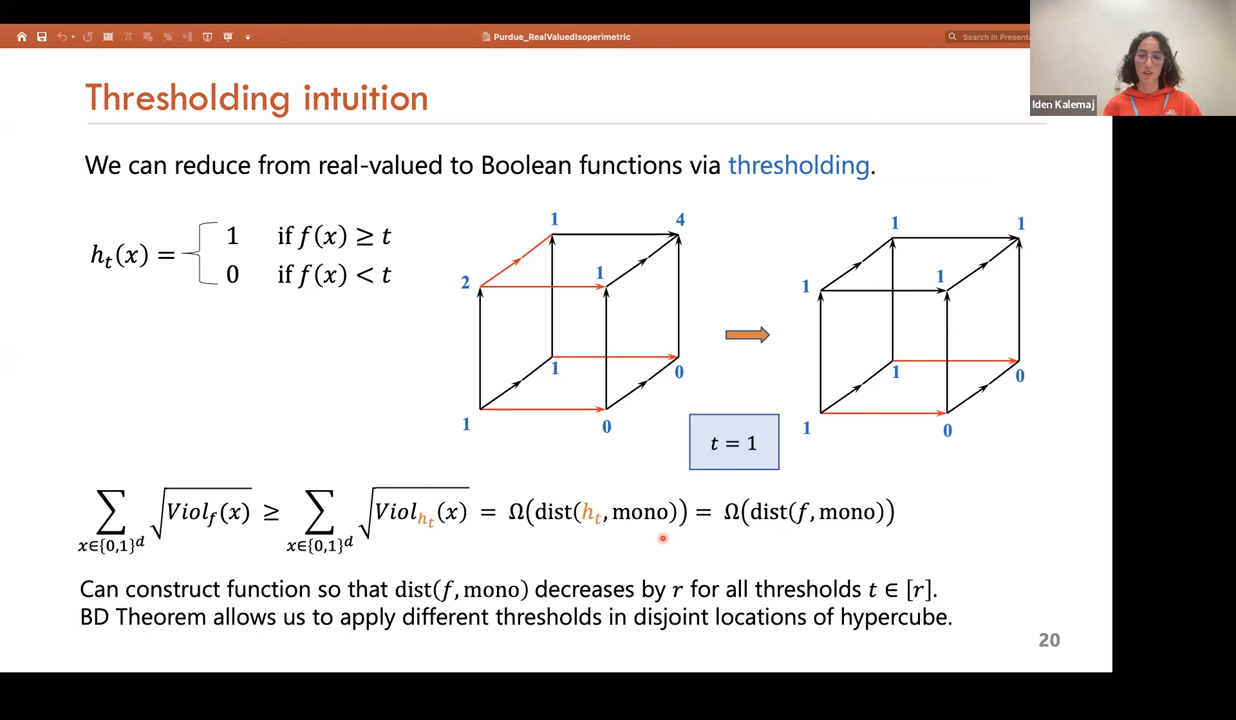 Purdue_RealValuedIsoperimetric
Search in Presenta
Iden Kalemaj
Thresholding intuition
We can reduce from real-valued to Boolean functions via thresholding.
hₜ(x) = { 1 if f(x) ≥ t
0 if f(x) < t
1 4
2 1
1 0
1 0
1 1
1 1
1 0
1 0
t = 1
∑x∈{0,1}ᵈ √Viol_f(x) ≥ ∑x∈{0,1}ᵈ √Viol_hₜ(x) = Ω(dist(hₜ, mono)) = Ω(dist(f, mono))
Can construct function so that dist(f, mono) decreases by r for all thresholds t ∈ [r].
BD Theorem allows us to apply different thresholds in disjoint locations of hypercube.
20